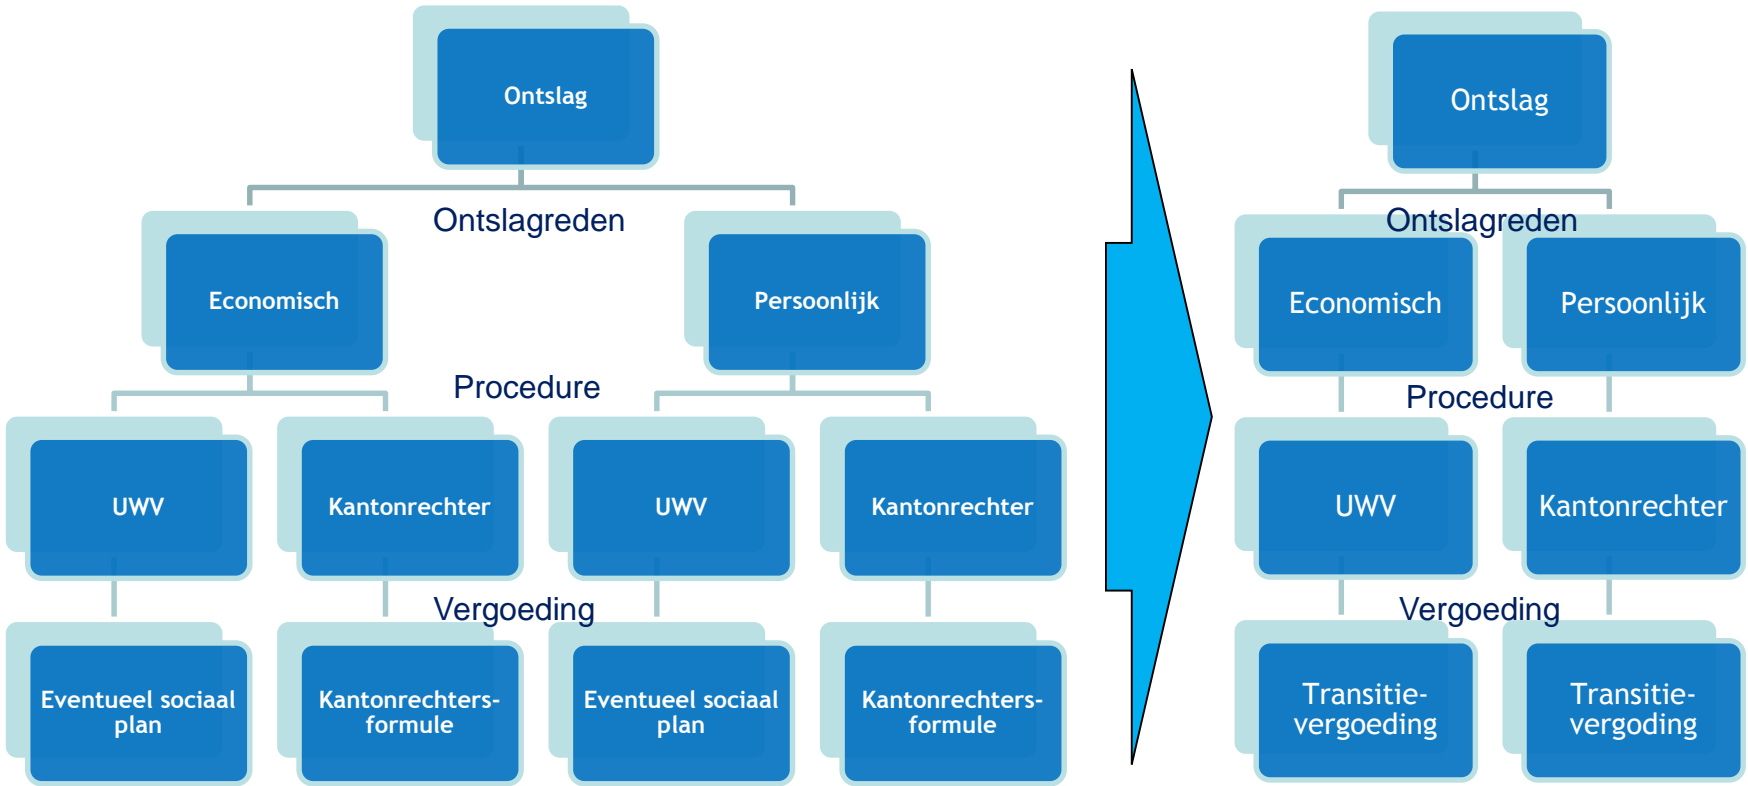 Ontslag
Ontslagreden
Economisch
Persoonlijk
Procedure
UWV
Kantonrechter
UWV
Kantonrechter
Vergoeding
Eventueel sociaal
plan
Kantonrechters-
formule
Eventueel sociaal
plan
Kantonrechters-
formule
Ontslag
Ontslagreden
Economisch
Persoonlijk
Procedure
UWV
Kantonrechter
Vergoeding
Transitie-
vergoeding
Transitie-
vergoding